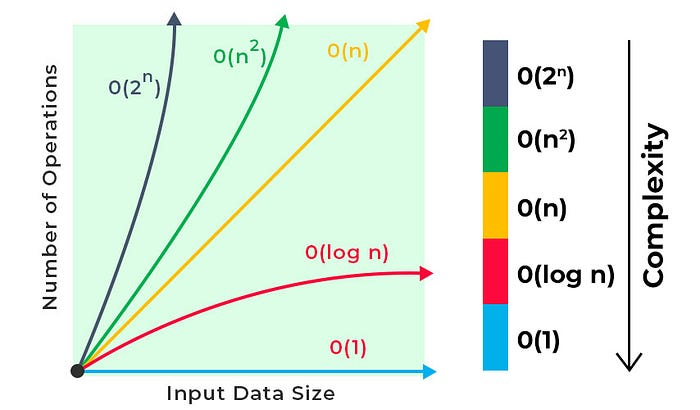 Number of Operations
0(2ⁿ)
0(n²)
0(n)
0(log n)
0(1)
Input Data Size
0(2ⁿ)
0(n²)
0(n)
0(log n)
0(1)
Complexity